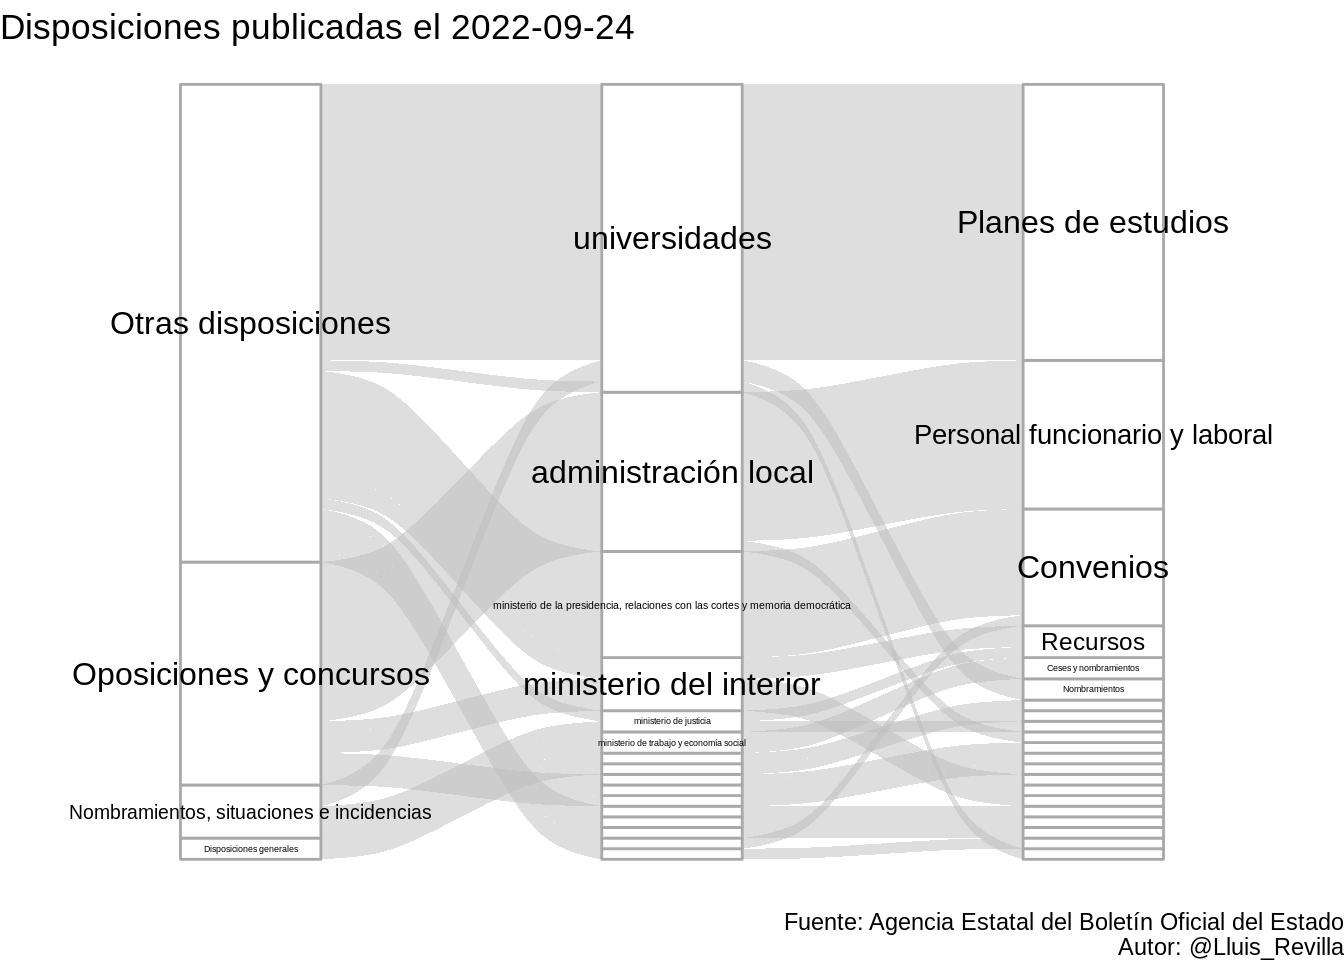 Disposiciones publicadas el 2022-09-24
Otras disposiciones
Oposiciones y concursos
Nombramientos, situaciones e incidencias
Disposiciones generales
universidades
administración local
ministerio de la presidencia, relaciones con las cortes y memoria democrática
ministerio del interior
ministerio de justicia
ministerio de trabajo y economía social
Planes de estudios
Personal funcionario y laboral
Convenios
Recursos
Ceses y nombramientos
Nombramientos
Fuente: Agencia Estatal del Boletín Oficial del Estado
Autor: @Lluis_Revilla